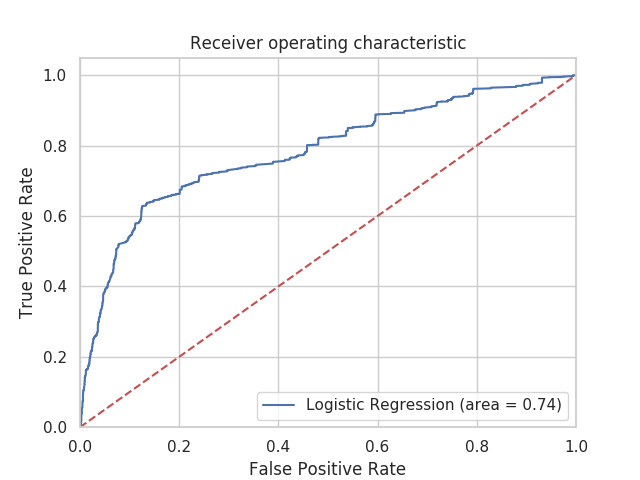 Receiver operating characteristic
1.0
0.8
0.6
0.4
0.2
0.0
True Positive Rate
Logistic Regression (area = 0.74)
0.0 0.2 0.4 0.6 0.8 1.0
False Positive Rate